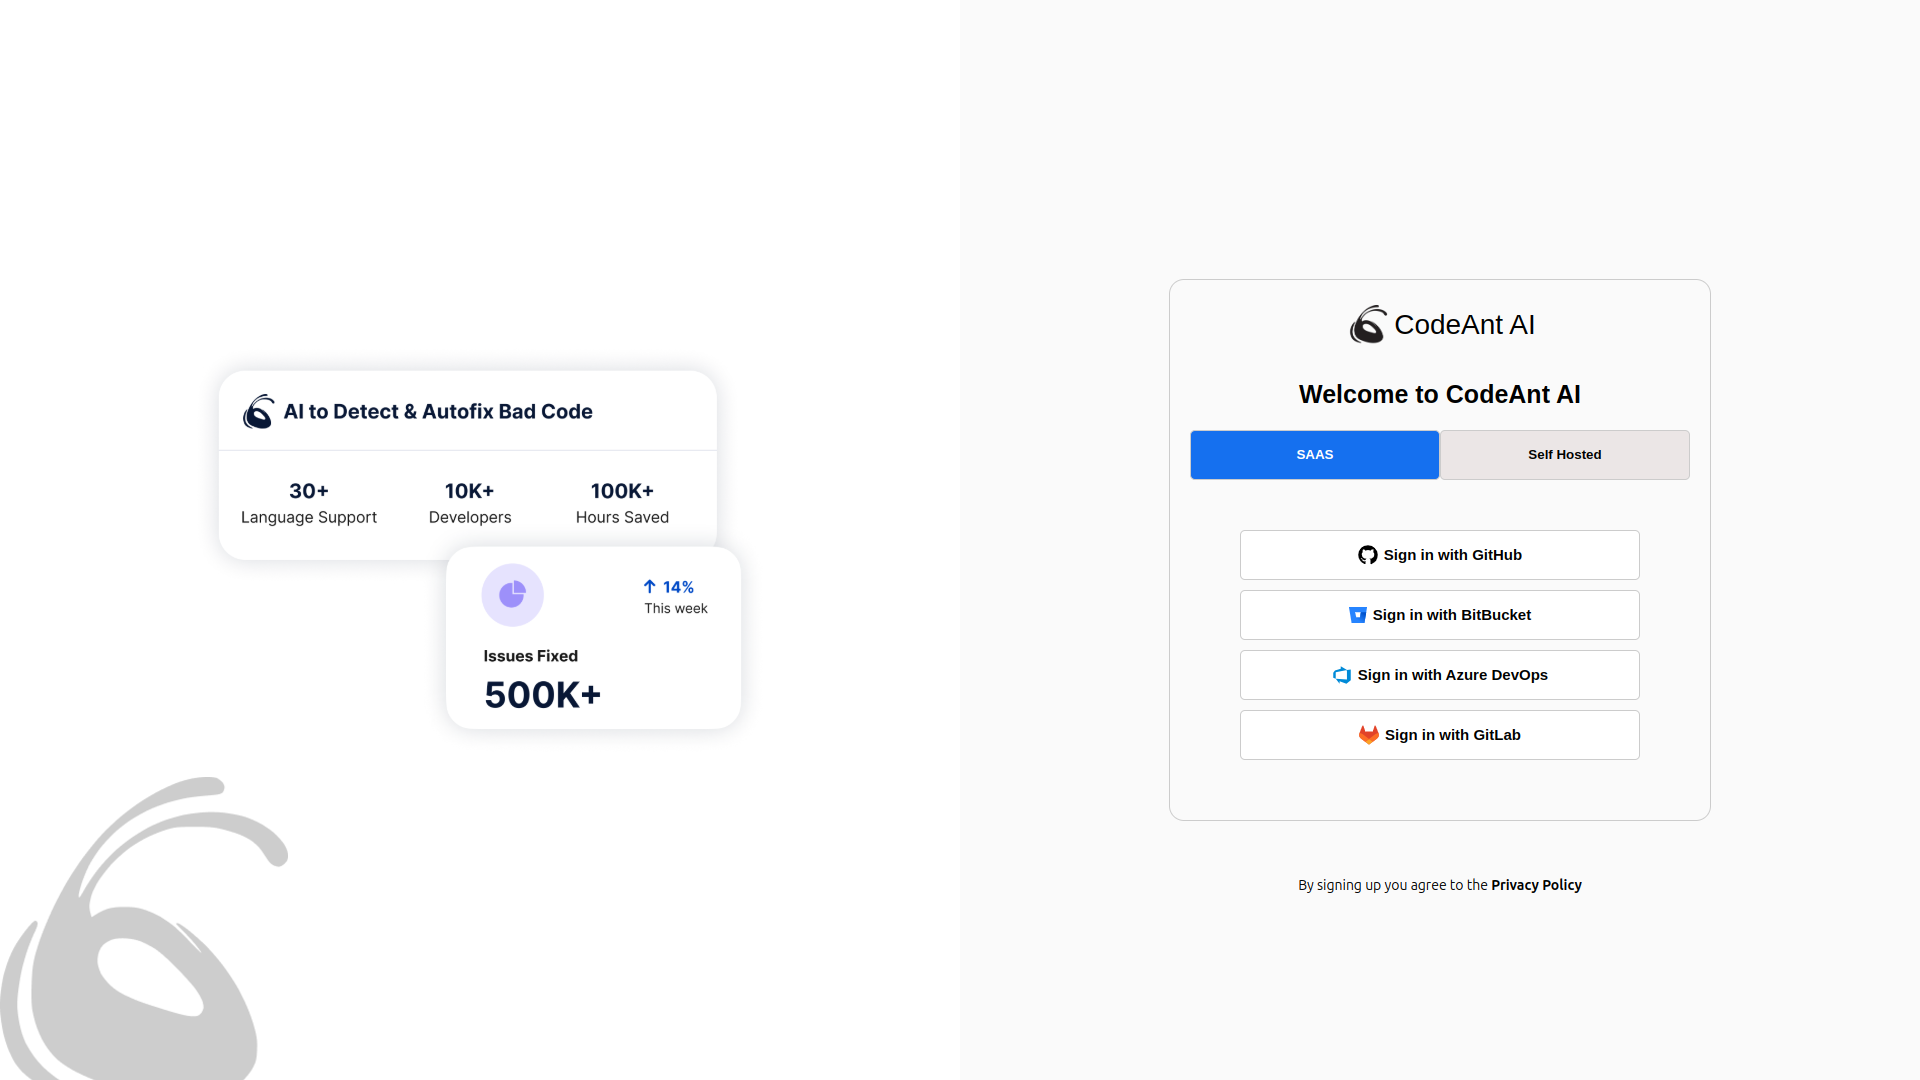 AI to Detect & Autofix Bad Code
30+
Language Support
10K+
Developers
100K+
Hours Saved
14%
This week
Issues Fixed
500K+
CodeAnt AI
Welcome to CodeAnt AI
SAAS
Self Hosted
Sign in with GitHub
Sign in with BitBucket
Sign in with Azure DevOps
Sign in with GitLab
By signing up you agree to the Privacy Policy